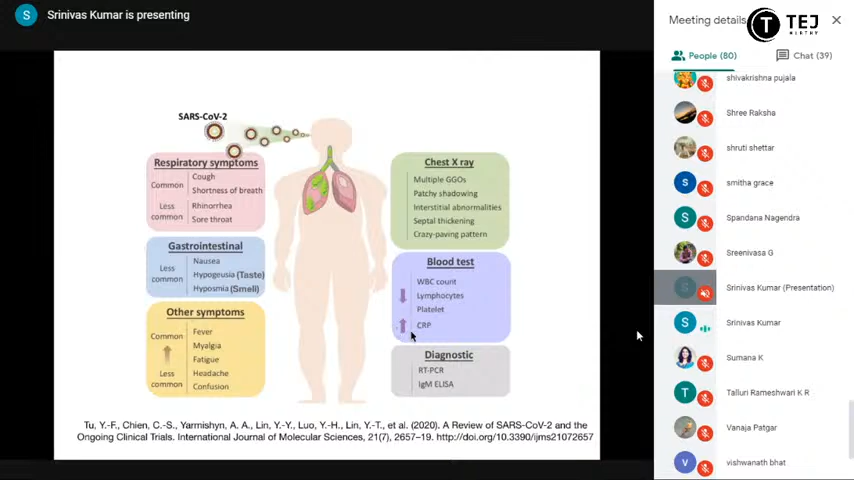 S
Srinivas Kumar is presenting
SARS-CoV-2
Respiratory symptoms
Common
Cough
Shortness of breath
Less
common
Rhinorrhea
Sore throat
Gastrointestinal
Less
common
Nausea
Hypogeusia (Taste)
Hyposmia (Smell)
Other symptoms
Common
Less
common
Fever
Myalgia
Fatigue
Headache
Confusion
Chest X ray
Multiple GGOs
Patchy shadowing
Interstitial abnormalities
Septal thickening
Crazy-paving pattern
Blood test
WBC count
Lymphocytes
Platelet
CRP
Diagnostic
RT-PCR
IgM ELISA
Tu, Y.-F., Chien, C.-S., Yarmishyn, A. A., Lin, Y.-Y., Luo, Y.-H., Lin, Y.-T., et al. (2020). A Review of SARS-CoV-2 and the
Ongoing Clinical Trials. International Journal of Molecular Sciences, 21(7), 2657–19. http://doi.org/10.3390/ijms21072657
Meeting details
T TEJ
People (80)
Chat (39)
shivakrishna pujala
Shree Raksha
shruti shettar
S
smitha grace
S
Spandana Nagendra
Sreenivasa G
S
Srinivas Kumar (Presentation)
S
Srinivas Kumar
Sumana K
T
Talluri Rameshwari K R
Vanaja Patgar
V
vishwanath bhat